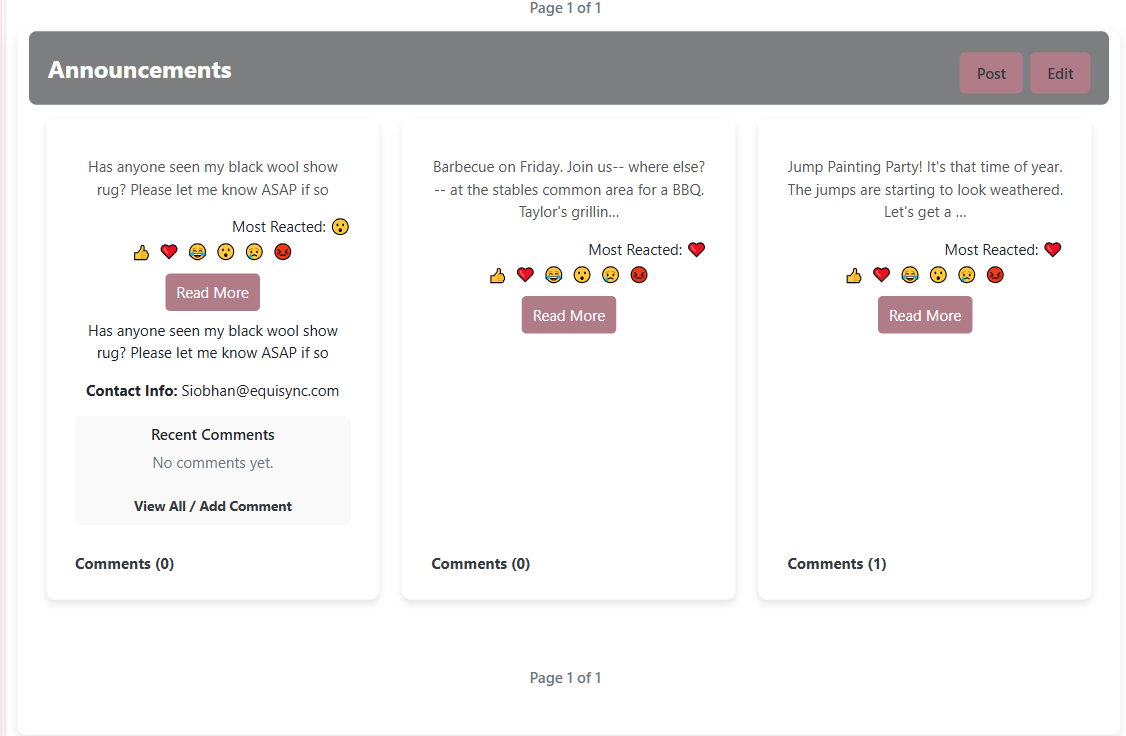 Page 1 of 1
Announcements
Post
Edit
Has anyone seen my black wool show
rug? Please let me know ASAP if so
Most Reacted: 😮
👍 ❤️ 😂 😮 😢 😡
Read More
Has anyone seen my black wool show
rug? Please let me know ASAP if so
Contact Info: Siobhan@equisync.com
Recent Comments
No comments yet.
View All / Add Comment
Comments (0)
Barbecue on Friday. Join us-- where else?
-- at the stables common area for a BBQ.
Taylor's grillin...
Most Reacted: ❤️
👍 ❤️ 😂 😮 😢 😡
Read More
Comments (0)
Jump Painting Party! It's that time of year.
The jumps are starting to look weathered.
Let's get a ...
Most Reacted: ❤️
👍 ❤️ 😂 😮 😢 😡
Read More
Comments (1)
Page 1 of 1